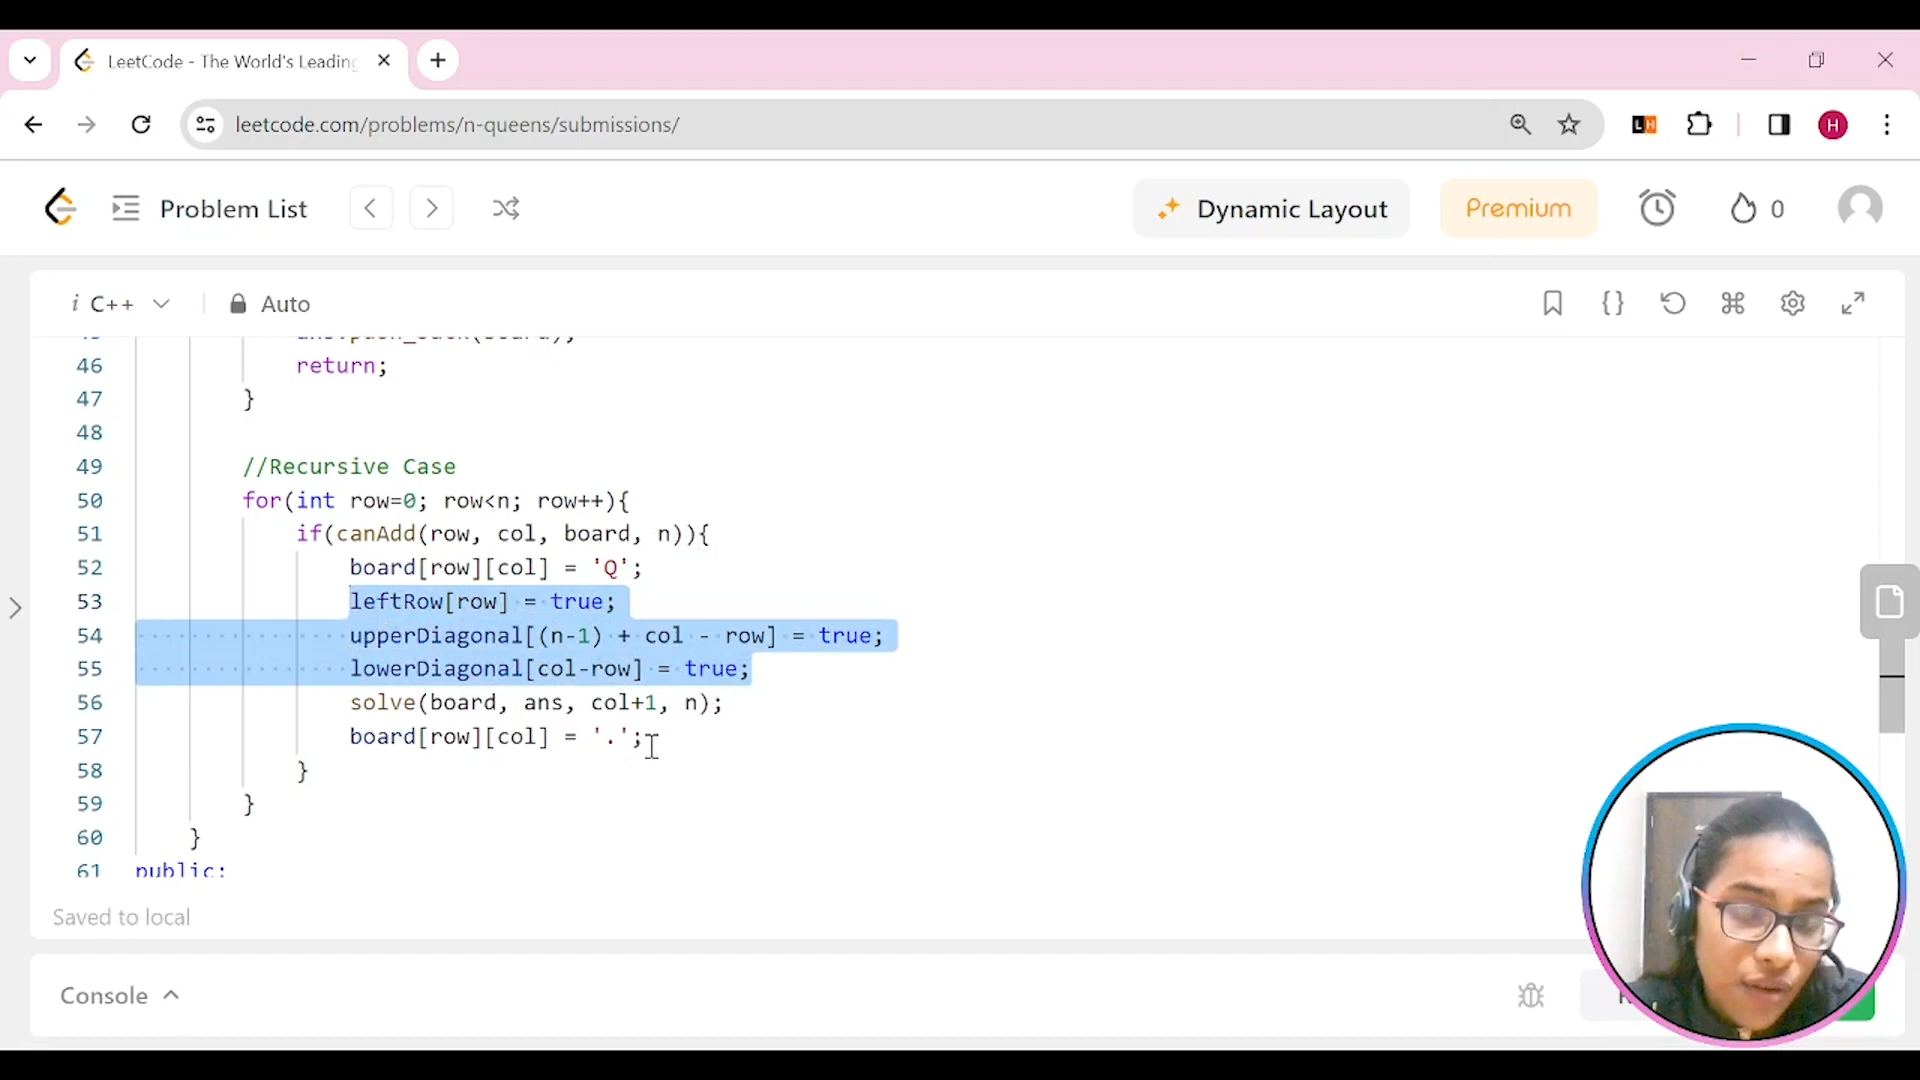 LeetCode - The World's Leading
leetcode.com/problems/n-queens/submissions/
H
Problem List
Dynamic Layout
Premium
0
i C++
Auto
46 return;
47 }
48
49 //Recursive Case
50 for(int row=0; row<n; row++){
51 if(canAdd(row, col, board, n)){
52 board[row][col] = 'Q';
53 leftRow[row] = true;
54 upperDiagonal[(n-1) + col - row] = true;
55 lowerDiagonal[col-row] = true;
56 solve(board, ans, col+1, n);
57 board[row][col] = '.';
58 }
59 }
60 }
61 public:
Saved to local
Console